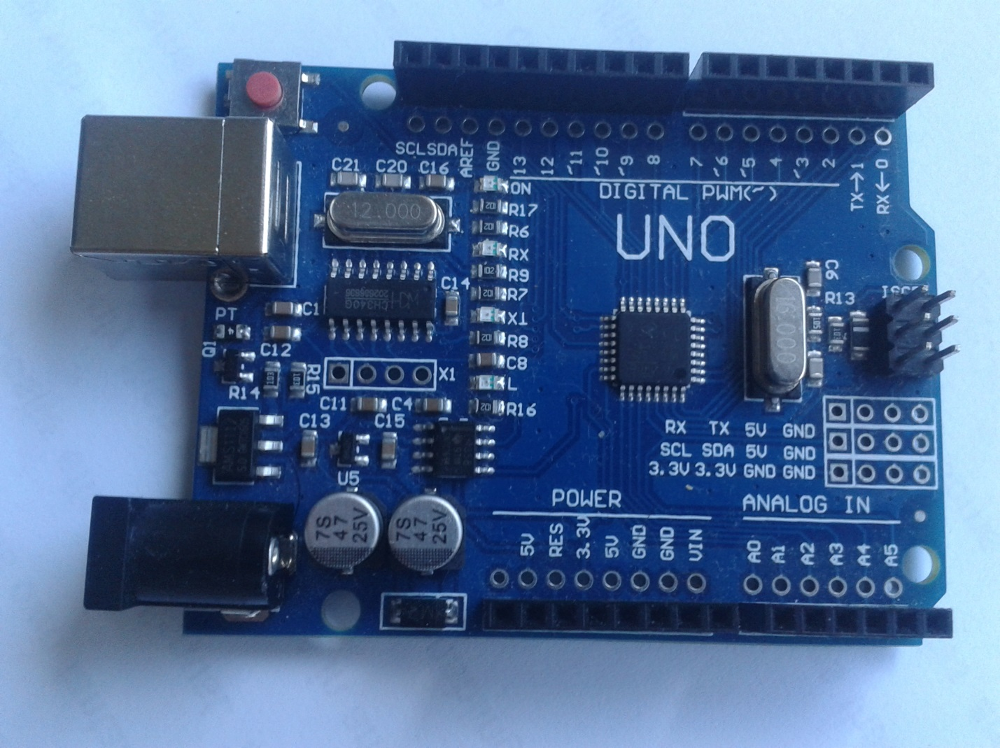 SCL SDA AREF GND 13 12 ~11 ~10 ~9 8 7 ~6 ~5 4 ~3 2 TX→1 RX←0
C21 C20 C16
ON
DIGITAL PWM(~)
12.000
R17
UNO
R6
RX
R9
C6
C14
R7
R13
CH340G
C1
PT
TX
16.000
Q1
C12
R8
C8
R14 R15
X1
L
C11 C4
R16
C13 C15
RX TX 5V GND
SCL SDA 5V GND
3.3V 3.3V GND GND
U5
POWER
ANALOG IN
7S
47
25V
7S
47
25V
5V RES 3.3V 5V GND GND VIN
A0 A1 A2 A3 A4 A5